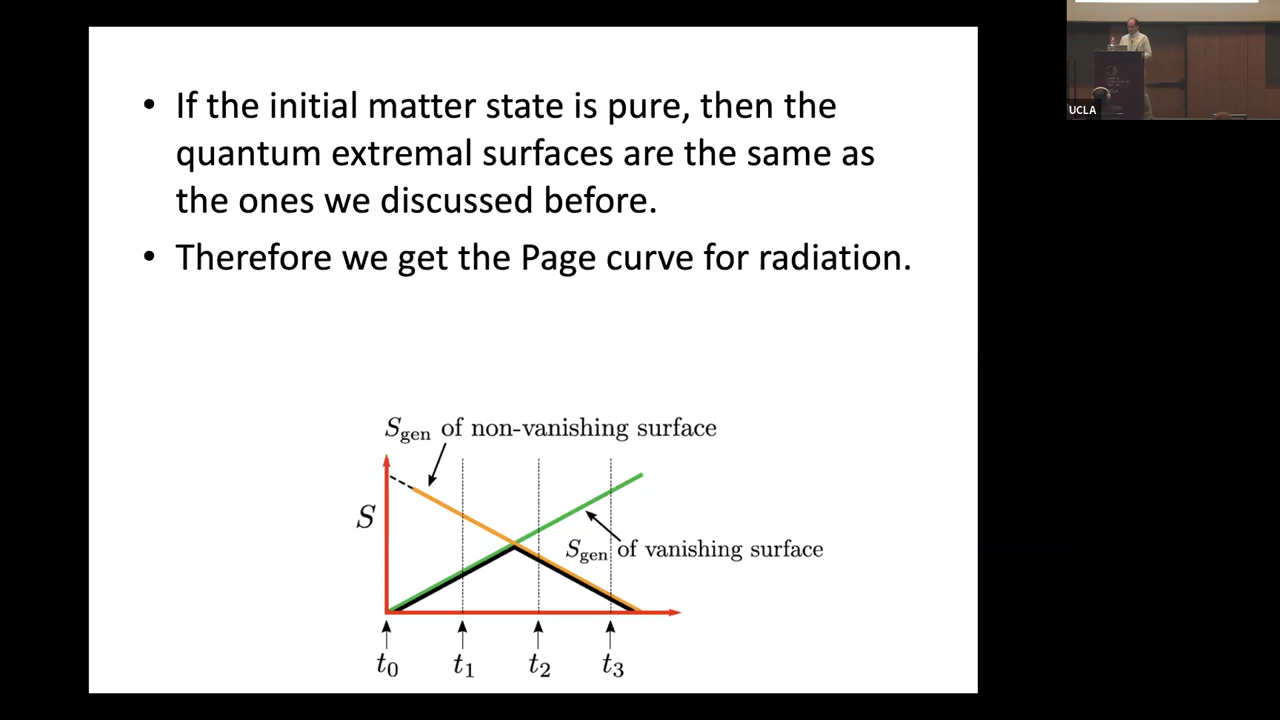 • If the initial matter state is pure, then the
quantum extremal surfaces are the same as
the ones we discussed before.
• Therefore we get the Page curve for radiation.
S_gen of non-vanishing surface
S
S_gen of vanishing surface
t_0 t_1 t_2 t_3
UCLA